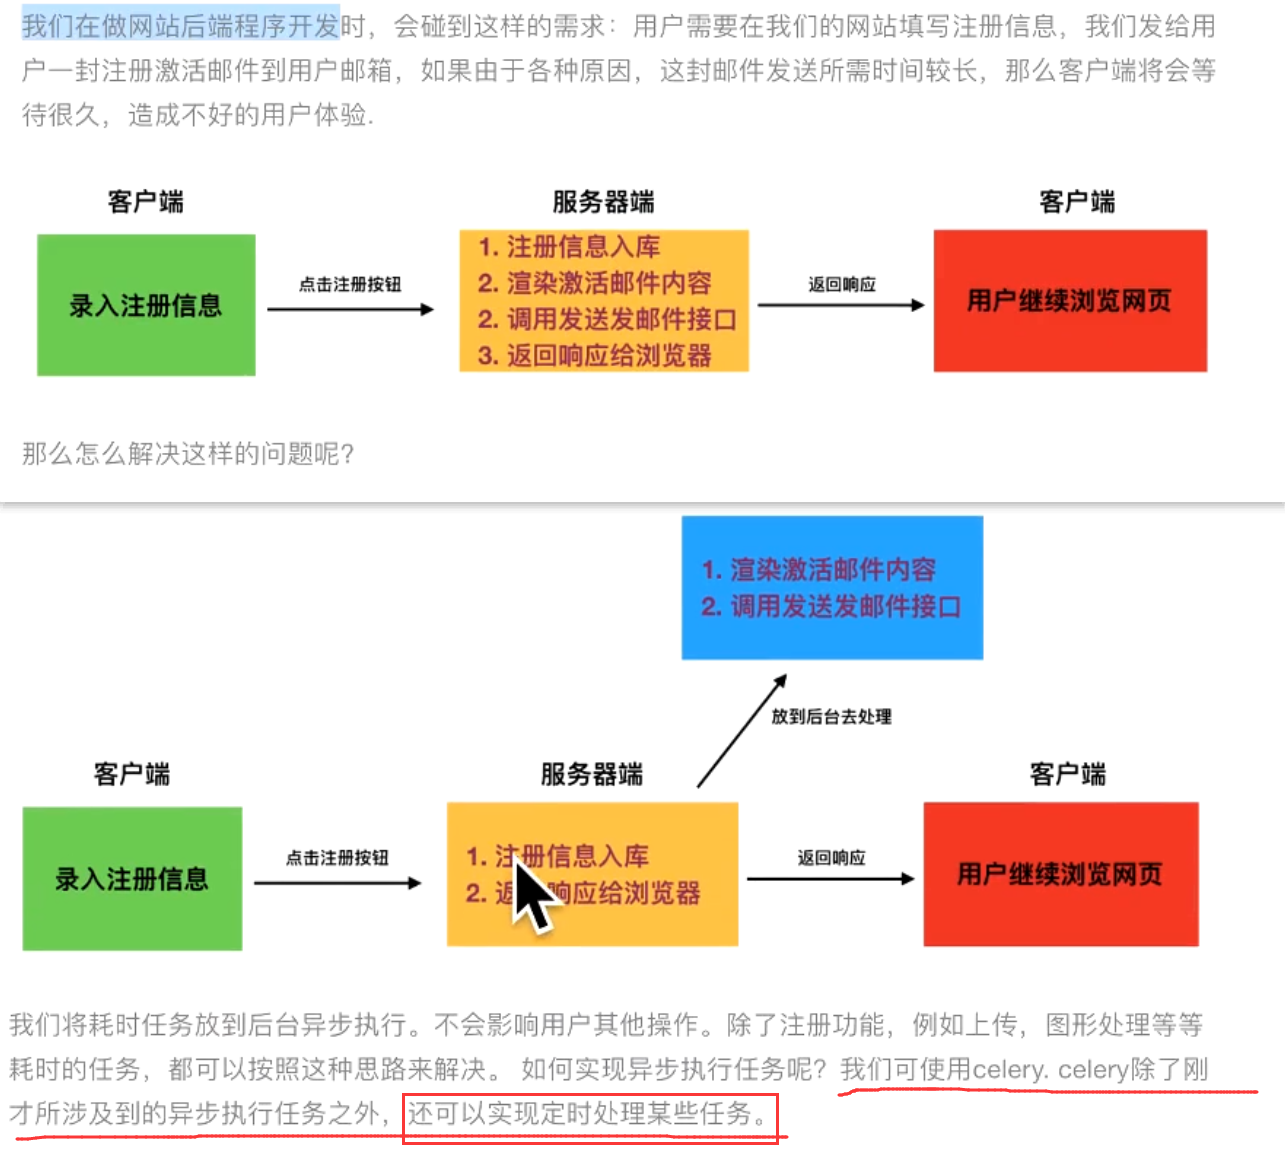 我们在做网站后端程序开发时，会碰到这样的需求：用户需要在我们的网站填写注册信息，我们发给用
户一封注册激活邮件到用户邮箱，如果由于各种原因，这封邮件发送所需时间较长，那么客户端将会等
待很久，造成不好的用户体验.
客户端
服务器端
客户端
录入注册信息
点击注册按钮
1. 注册信息入库
2. 渲染激活邮件内容
2. 调用发送发邮件接口
3. 返回响应给浏览器
返回响应
用户继续浏览网页
那么怎么解决这样的问题呢？
1. 渲染激活邮件内容
2. 调用发送发邮件接口
放到后台去处理
客户端
服务器端
客户端
录入注册信息
点击注册按钮
1. 注册信息入库
2. 返响应给浏览器
返回响应
用户继续浏览网页
我们将耗时任务放到后台异步执行。不会影响用户其他操作。除了注册功能，例如上传，图形处理等等
耗时的任务，都可以按照这种思路来解决。 如何实现异步执行任务呢？我们可使用celery. celery除了刚
才所涉及到的异步执行任务之外，还可以实现定时处理某些任务。